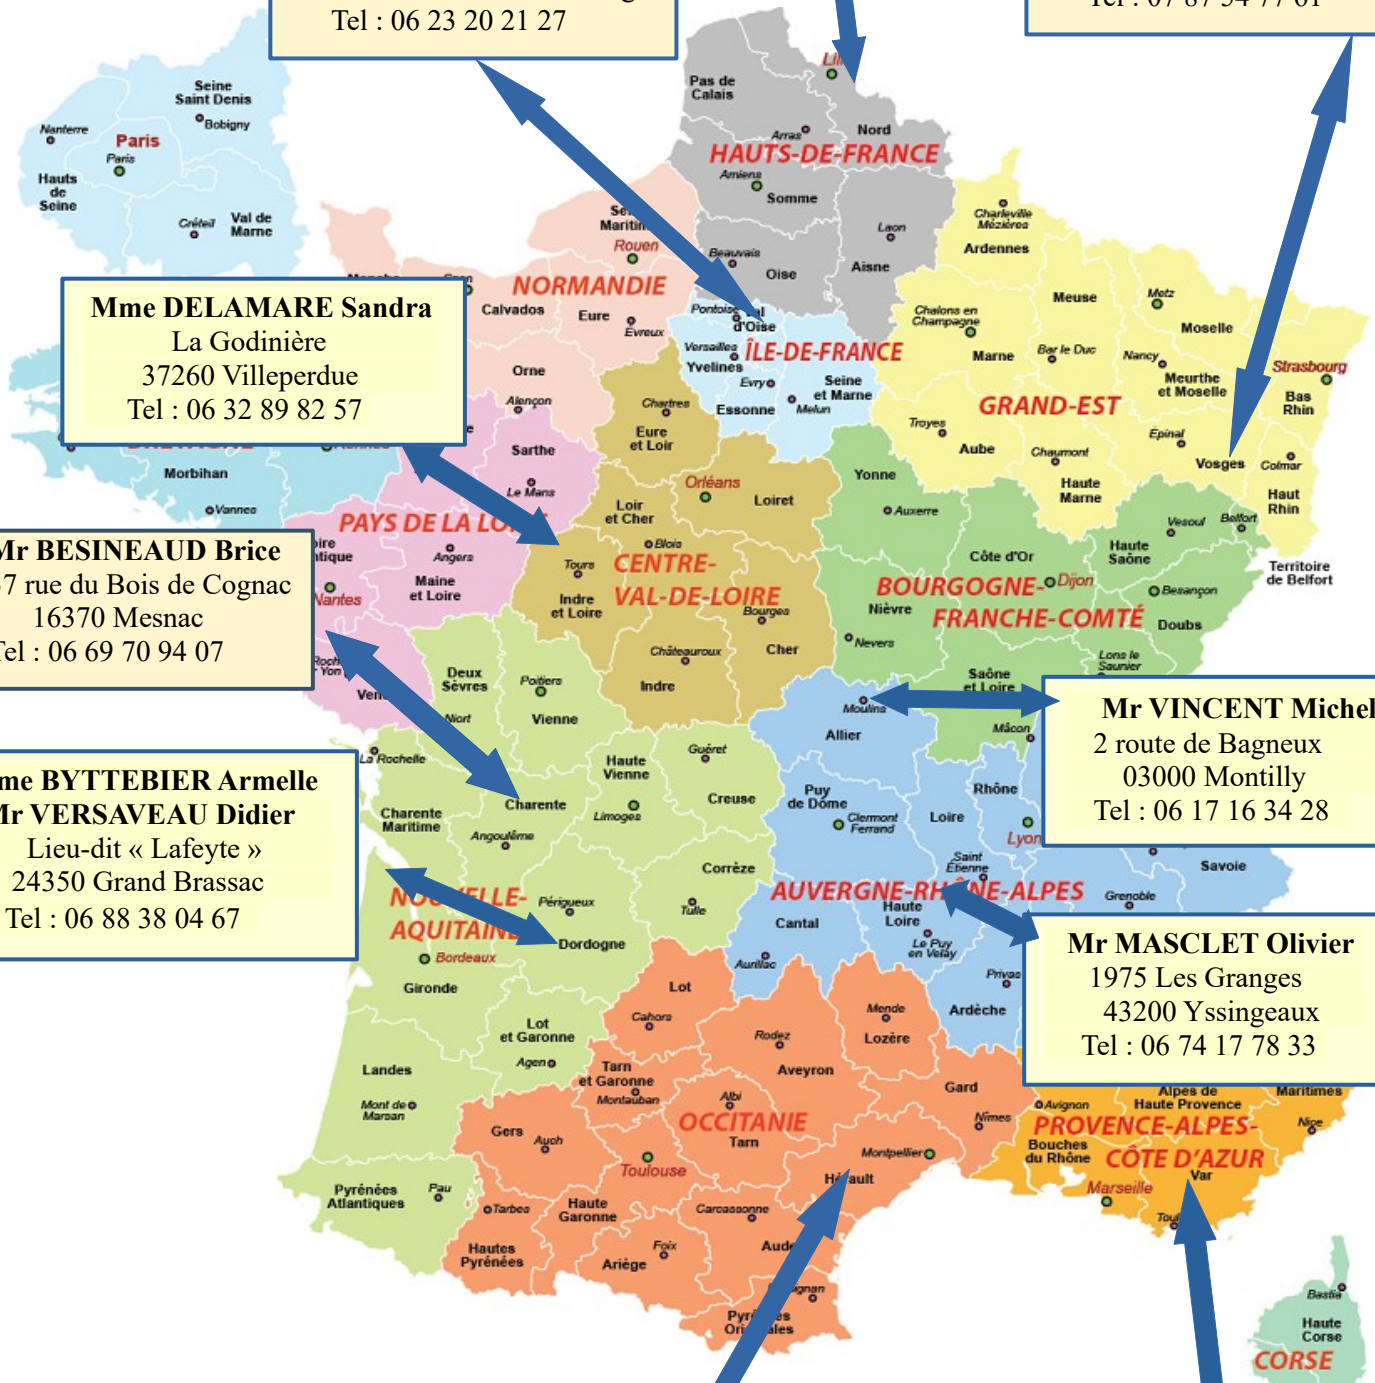 Tel : 06 23 20 21 27
Seine
Saint Denis
Bobigny
Nanterre
Paris
Paris
Hauts
de
Seine
Créteil
Val de
Marne
Pas de
Calais
Arras
Nord
HAUTS-DE-FRANCE
Amiens
Somme
Laon
Beauvais
Oise
Aisne
Rouen
NORMANDIE
Calvados
Eure
Evreux
Orne
Alençon
Charleville
Mézières
Ardennes
Chalons en
Champagne
Marne
Meuse
Bar le Duc
Metz
Moselle
Nancy
Meurthe
et Moselle
Strasbourg
Bas
Rhin
GRAND-EST
Troyes
Aube
Chaumont
Haute
Marne
Épinal
Vosges
Colmar
Haut
Rhin
Pontoise
d'Oise
Versailles
Yvelines
ÎLE-DE-FRANCE
Evry
Essonne
Melun
Seine
et Marne
Mme DELAMARE Sandra
La Godinière
37260 Villeperdue
Tel : 06 32 89 82 57
Morbihan
Vannes
Sarthe
Le Mans
PAYS DE LA
Angers
Maine
et Loire
Nantes
Chartres
Eure
et Loir
Orléans
Loiret
Loir
et Cher
Blois
Tours
Indre
et Loire
CENTRE-
VAL-DE-LOIRE
Bourges
Cher
Châteauroux
Indre
Yonne
Auxerre
Côte d'Or
Dijon
Haute
Saône
Vesoul
Belfort
Territoire
de Belfort
BOURGOGNE-
FRANCHE-COMTÉ
Besançon
Doubs
Nièvre
Nevers
Saône
et Loire
Lons le
Saunier
Mâcon
Mr BESINEAUD Brice
7 rue du Bois de Cognac
16370 Mesnac
Tel : 06 69 70 94 07
Deux
Sèvres
Niort
Poitiers
Vienne
La Rochelle
Charente
Maritime
Charente
Angoulême
Haute
Vienne
Limoges
Guéret
Creuse
Corrèze
Tulle
Moulins
Allier
Puy
de Dôme
Clermont
Ferrand
Loire
Rhône
Lyon
Saint
Étienne
Mr VINCENT Michel
2 route de Bagneux
03000 Montilly
Tel : 06 17 16 34 28
BYTTEBIER Armelle
Mr VERSAVEAU Didier
Lieu-dit « Lafeyte »
24350 Grand Brassac
Tel : 06 88 38 04 67
NOUVELLE-
AQUITAINE
Périgueux
Dordogne
Bordeaux
Gironde
AUVERGNE-RHÔNE-ALPES
Savoie
Grenoble
Cantal
Aurillac
Haute
Loire
Le Puy
en Velay
Privas
Ardèche
Mr MASCLET Olivier
1975 Les Granges
43200 Yssingeaux
Tel : 06 74 17 78 33
Lot
Cahors
Lot
et Garonne
Agen
Landes
Mont de
Marsan
Mende
Lozère
Rodez
Aveyron
Tarn
et Garonne
Montauban
Albi
Tarn
OCCITANIE
Gard
Nîmes
Montpellier
Hérault
Gers
Auch
Toulouse
Pyrénées
Atlantiques
Pau
Tarbes
Hautes
Pyrénées
Haute
Garonne
Carcassonne
Aude
Foix
Ariège
Avignon
Alpes de
Haute Provence
Maritimes
Nice
PROVENCE-ALPES-
CÔTE D'AZUR
Bouches
du Rhône
Marseille
Var
Bastia
Haute
Corse
CORSE